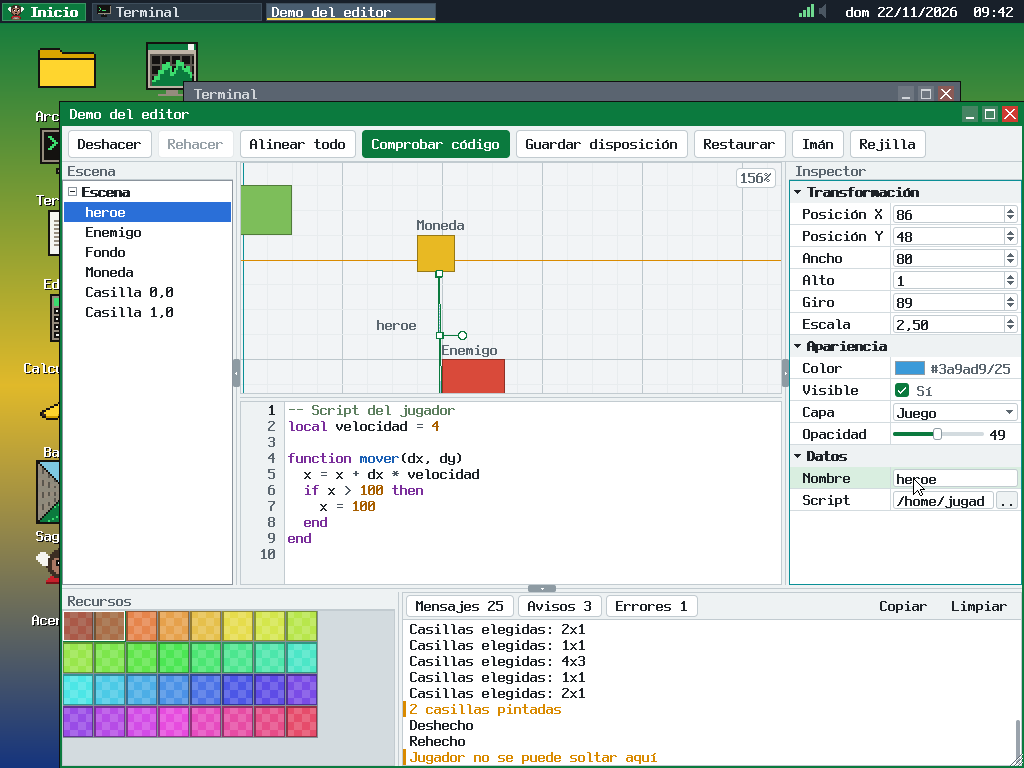 Inicio
Terminal
Demo del editor
dom 22/11/2026 09:42
Terminal
Demo del editor
Deshacer
Rehacer
Alinear todo
Comprobar código
Guardar disposición
Restaurar
Imán
Rejilla
Escena
Escena
heroe
Enemigo
Fondo
Moneda
Casilla 0,0
Casilla 1,0
156%
Moneda
heroe
Enemigo
1 -- Script del jugador
2 local velocidad = 4
3
4 function mover(dx, dy)
5 x = x + dx * velocidad
6 if x > 100 then
7 x = 100
8 end
9 end
10
Inspector
Transformación
Posición X 86
Posición Y 48
Ancho 80
Alto 1
Giro 89
Escala 2,50
Apariencia
Color #3a9ad9/25
Visible Sí
Capa Juego
Opacidad 49
Datos
Nombre heroe
Script /home/jugad ..
Recursos
Mensajes 25
Avisos 3
Errores 1
Copiar
Limpiar
Casillas elegidas: 2x1
Casillas elegidas: 1x1
Casillas elegidas: 4x3
Casillas elegidas: 1x1
Casillas elegidas: 2x1
2 casillas pintadas
Deshecho
Rehecho
Jugador no se puede soltar aquí
Arc
Ter
Ed
Calc
Ba
Sag
Acer